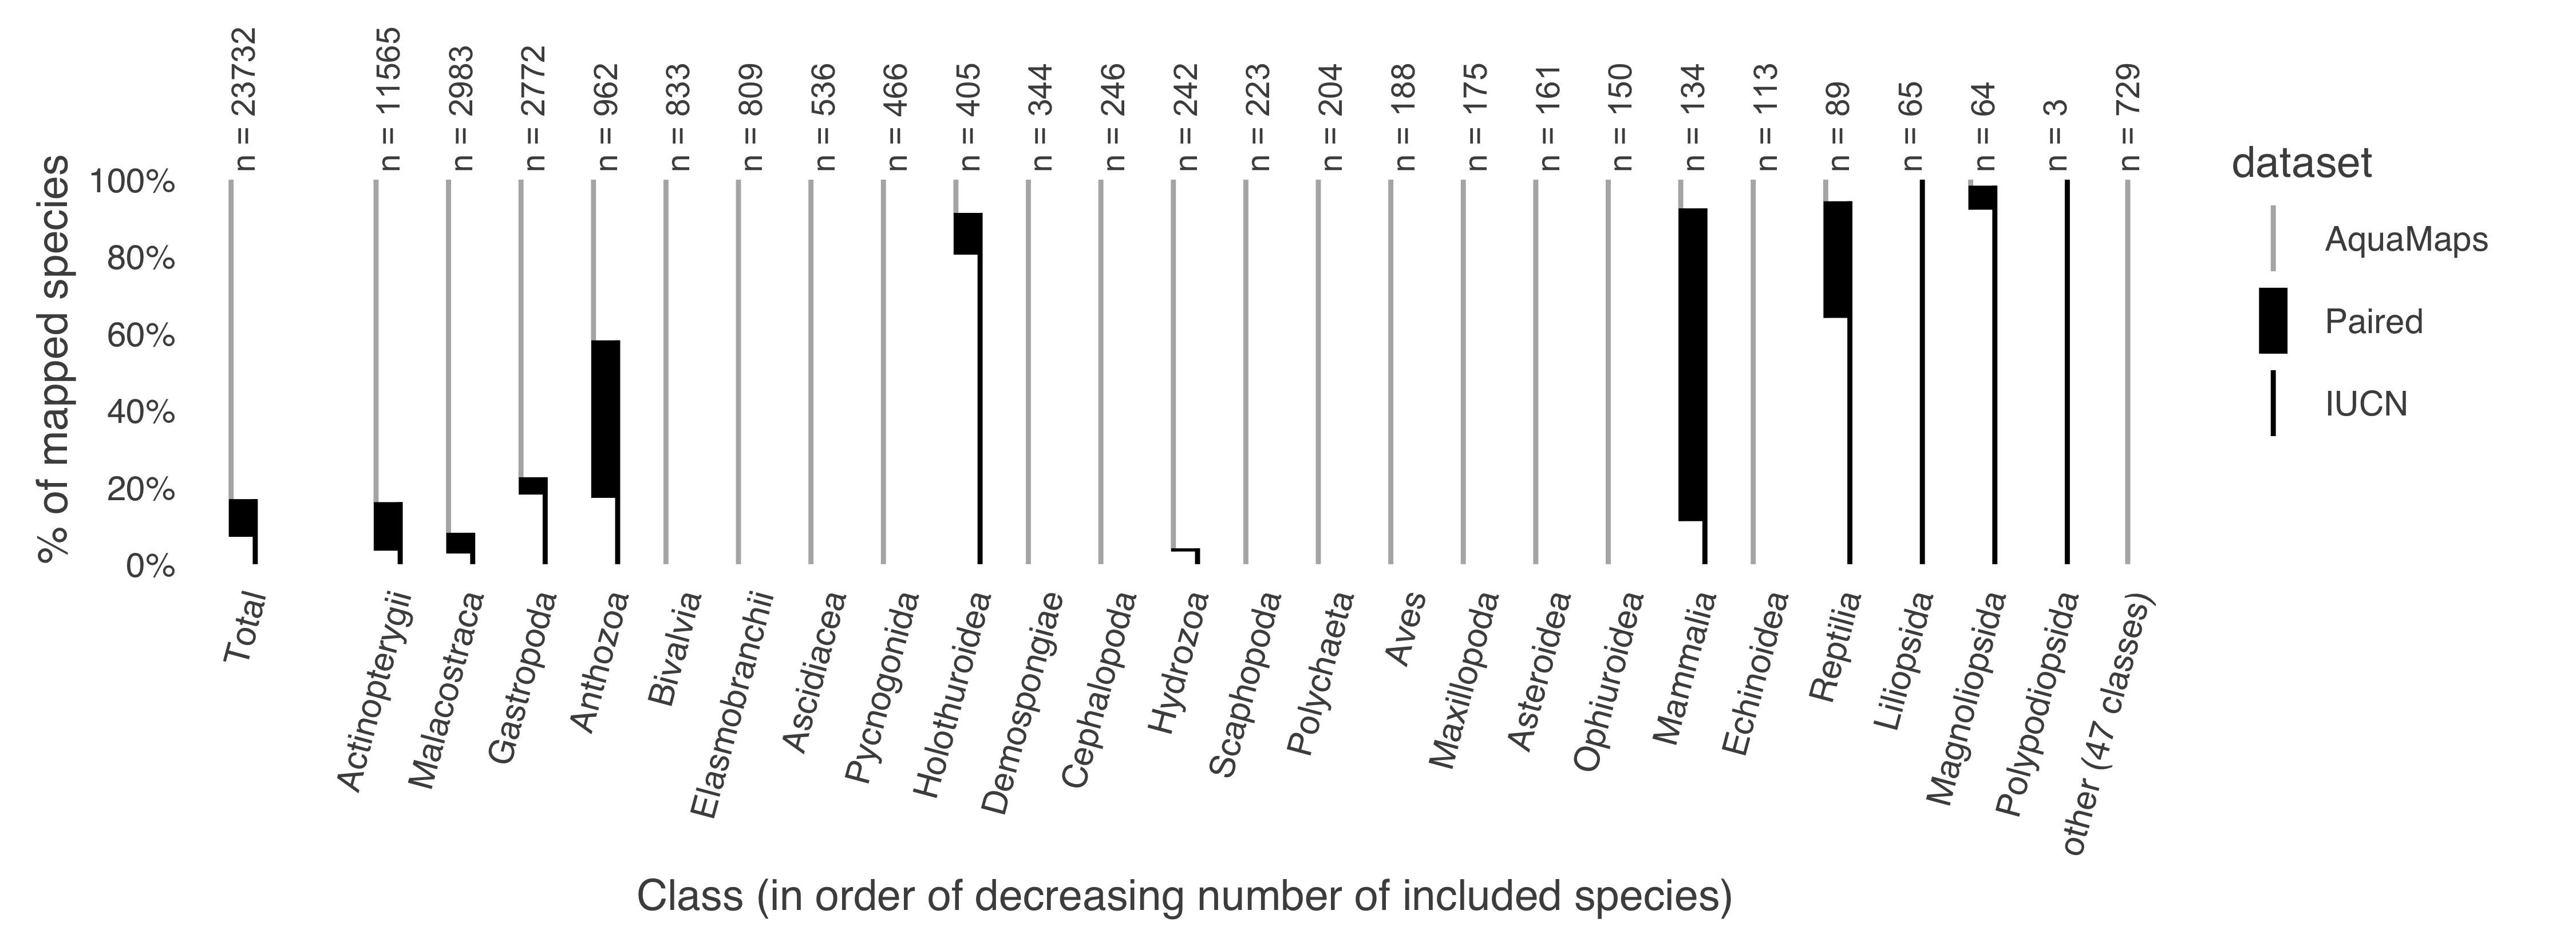 n = 23732
n = 11565
n = 2983
n = 2772
n = 962
n = 833
n = 809
n = 536
n = 466
n = 405
n = 344
n = 246
n = 242
n = 223
n = 204
n = 188
n = 175
n = 161
n = 150
n = 134
n = 113
n = 89
n = 65
n = 64
n = 3
n = 729
% of mapped species
100%
80%
60%
40%
20%
0%
Total
Actinopterygii
Malacostraca
Gastropoda
Anthozoa
Bivalvia
Elasmobranchii
Ascidiacea
Pycnogonida
Holothuroidea
Demospongiae
Cephalopoda
Hydrozoa
Scaphopoda
Polychaeta
Aves
Maxillopoda
Asteroidea
Ophiuroidea
Mammalia
Echinoidea
Reptilia
Liliopsida
Magnoliopsida
Polypodiopsida
other (47 classes)
Class (in order of decreasing number of included species)
dataset
AquaMaps
Paired
IUCN